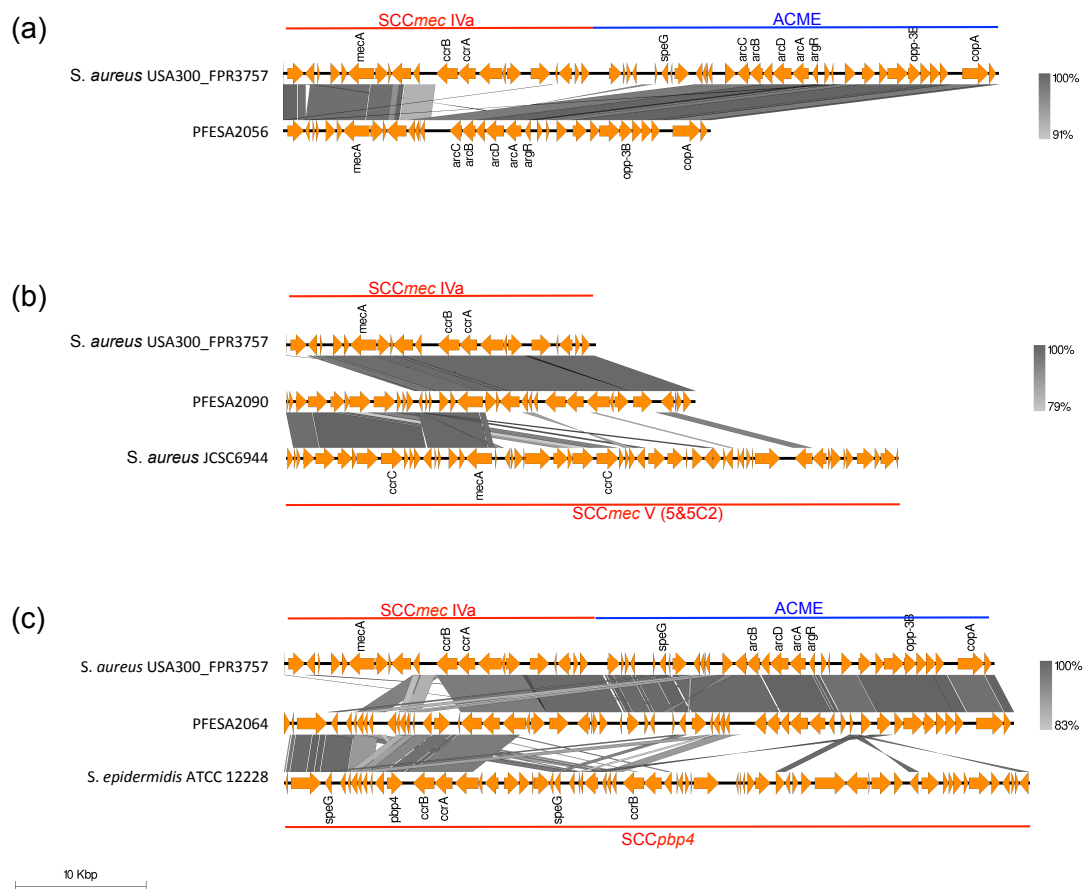 (a)
SCCmec IVa ACME
mecA ccrB ccrA speG arcC arcB arcD arcA argR opp-3B copA
S. aureus USA300_FPR3757
100%
91%
PFESA2056
mecA arcC arcB arcD arcA argR opp-3B copA
(b)
SCCmec IVa
mecA ccrB ccrA
S. aureus USA300_FPR3757
100%
79%
PFESA2090
S. aureus JCSC6944
ccrC mecA ccrC
SCCmec V (5&5C2)
(c)
SCCmec IVa ACME
mecA ccrB ccrA speG arcB arcD arcA argR opp-3B copA
S. aureus USA300_FPR3757
100%
83%
PFESA2064
S. epidermidis ATCC 12228
speG pbp4 ccrB ccrA speG ccrB
SCCpbp4
10 Kbp